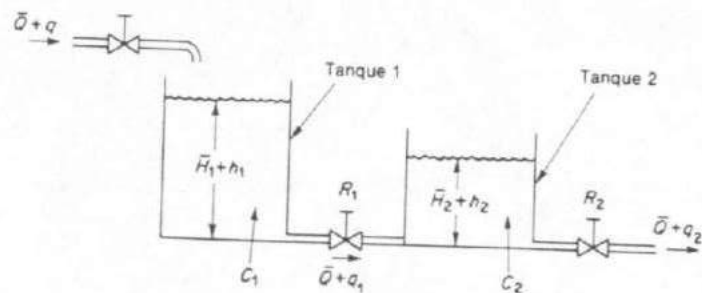 Q̄ + q
Tanque 1
Tanque 2
H̄₁ + h₁
R₁
H̄₂ + h₂
R₂
Q̄ + q₂
C₁
Q̄ + q₁
C₂